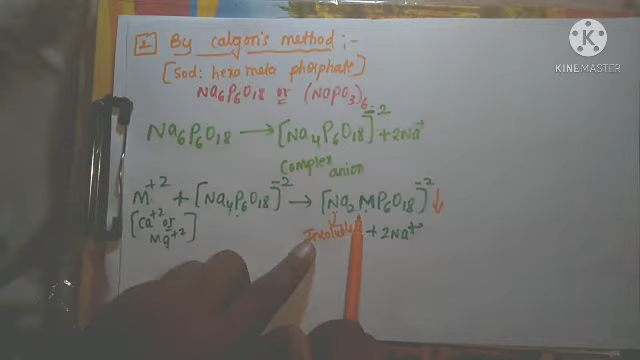 2 By calgon's method :-
[Sod: hexa meta phosphate]
Na6P6O18 or (NaPO3)6
Na6P6O18 → [Na4P6O18]-2 + 2Na+
Complex anion
M+2 + [Na4P6O18]-2 → [Na2MP6O18]-2 ↓
[Ca+2 or Mg+2]
Insoluble + 2Na+
KINEMASTER